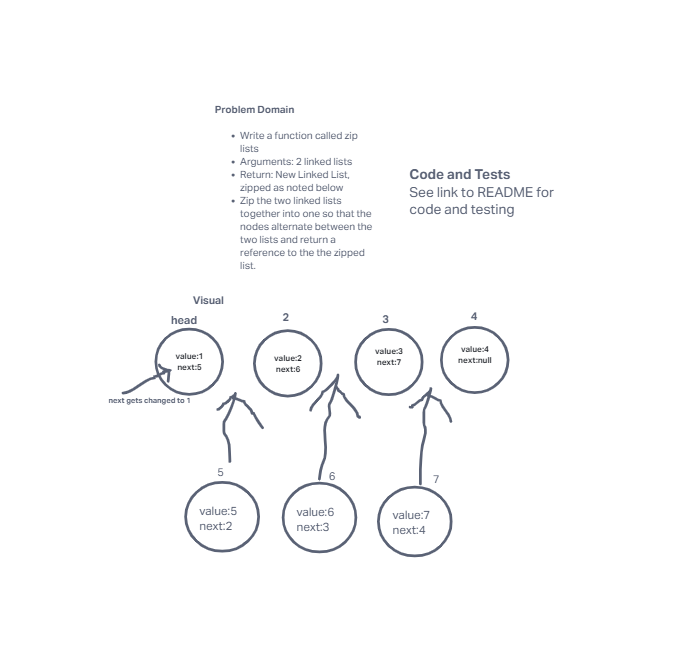 Problem Domain
• Write a function called zip
lists
• Arguments: 2 linked lists
• Return: New Linked List,
zipped as noted below
• Zip the two linked lists
together into one so that the
nodes alternate between the
two lists and return a
reference to the the zipped
list.
Code and Tests
See link to README for
code and testing
Visual
head
2
3
4
value:1
next:5
value:2
next:6
value:3
next:7
value:4
next:null
next gets changed to 1
5
6
7
value:5
next:2
value:6
next:3
value:7
next:4